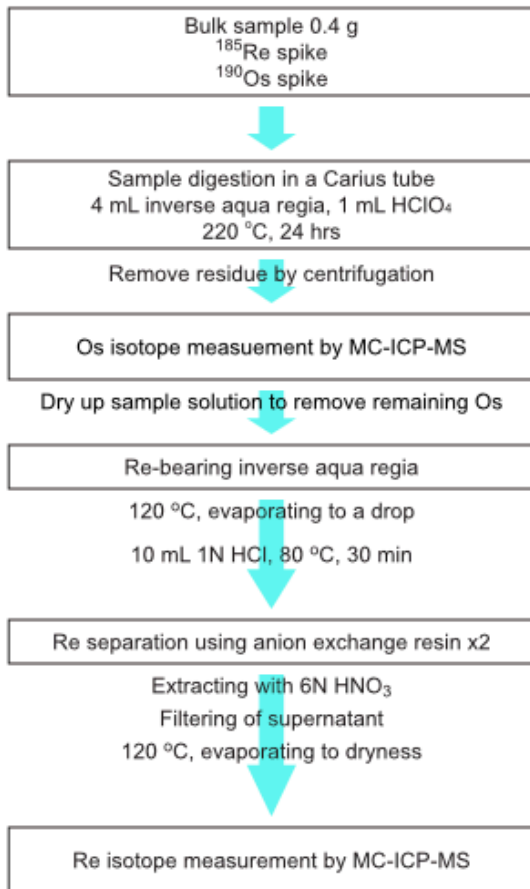 Bulk sample 0.4 g
¹⁸⁵Re spike
¹⁹⁰Os spike
Sample digestion in a Carius tube
4 mL inverse aqua regia, 1 mL HClO₄
220 °C, 24 hrs
Remove residue by centrifugation
Os isotope measuement by MC-ICP-MS
Dry up sample solution to remove remaining Os
Re-bearing inverse aqua regia
120 °C, evaporating to a drop
10 mL 1N HCl, 80 °C, 30 min
Re separation using anion exchange resin x2
Extracting with 6N HNO₃
Filtering of supernatant
120 °C, evaporating to dryness
Re isotope measurement by MC-ICP-MS